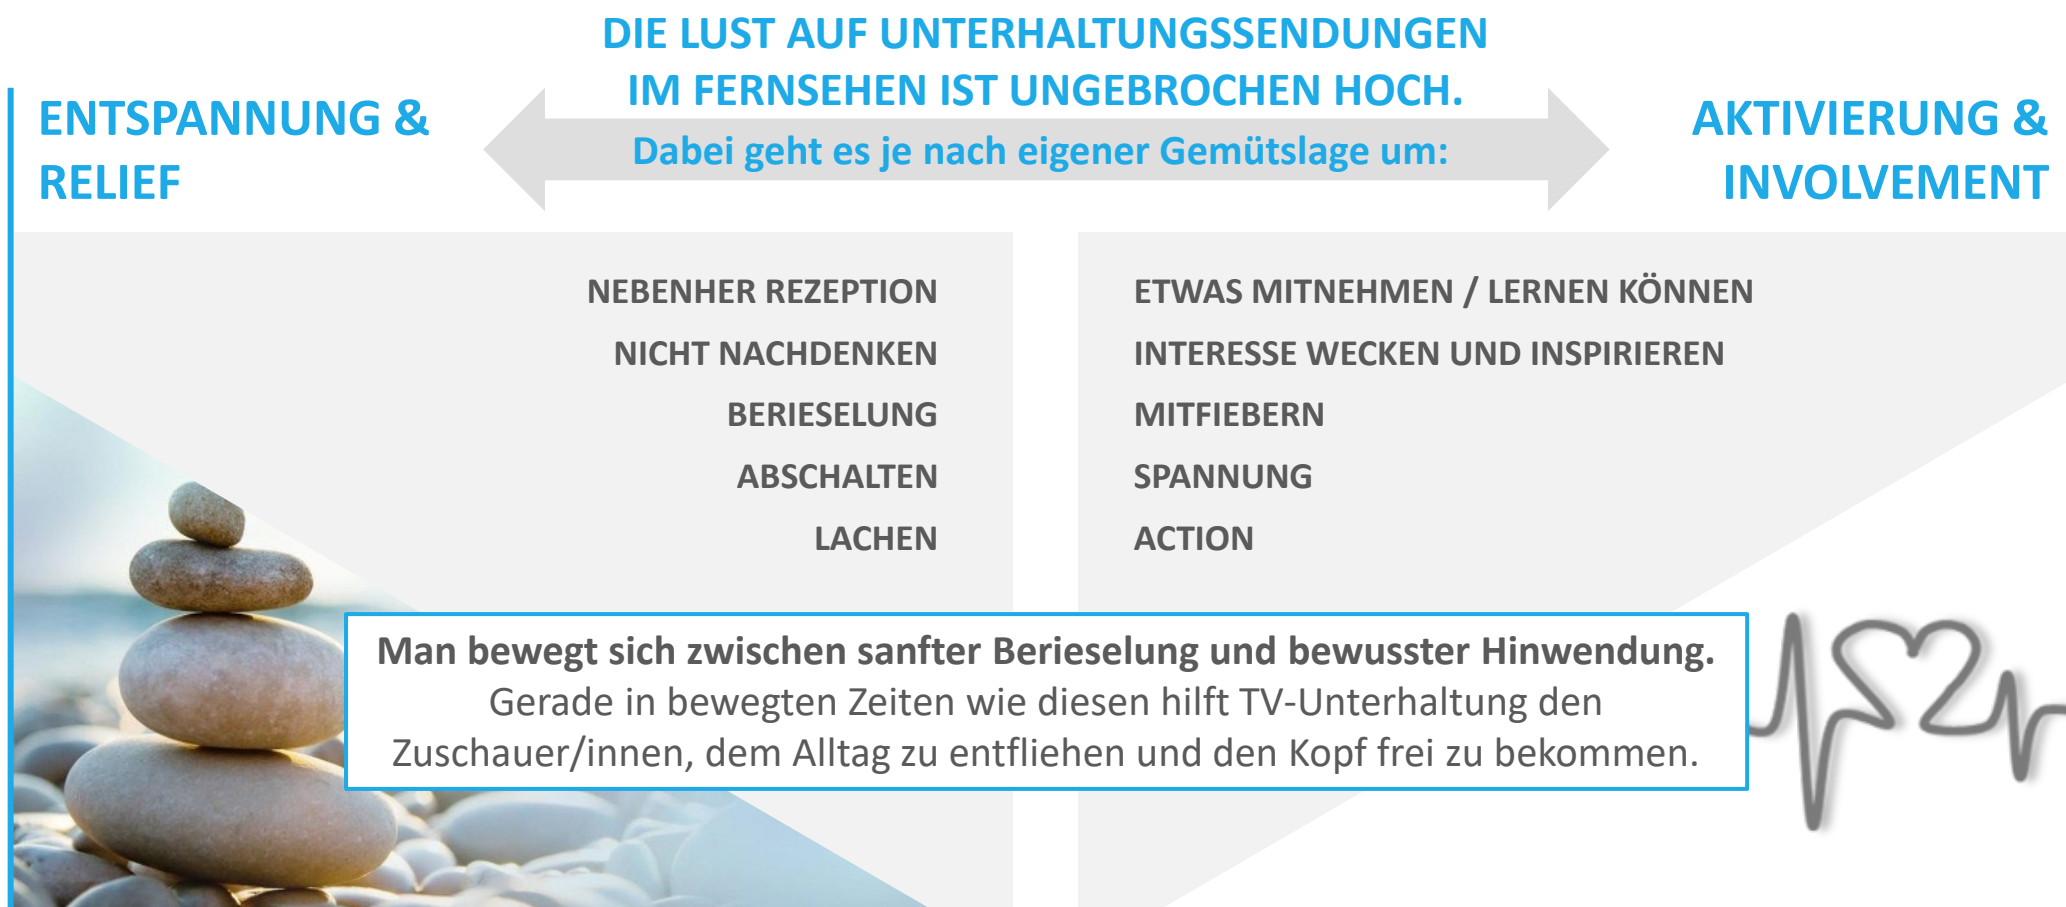 DIE LUST AUF UNTERHALTUNGSSENDUNGEN
IM FERNSEHEN IST UNGEBROCHEN HOCH.
Dabei geht es je nach eigener Gemütslage um:
ENTSPANNUNG &
RELIEF
AKTIVIERUNG &
INVOLVEMENT
NEBENHER REZEPTION
NICHT NACHDENKEN
BERIESELUNG
ABSCHALTEN
LACHEN
ETWAS MITNEHMEN / LERNEN KÖNNEN
INTERESSE WECKEN UND INSPIRIEREN
MITFIEBERN
SPANNUNG
ACTION
Man bewegt sich zwischen sanfter Berieselung und bewusster Hinwendung.
Gerade in bewegten Zeiten wie diesen hilft TV-Unterhaltung den
Zuschauer/innen, dem Alltag zu entfliehen und den Kopf frei zu bekommen.